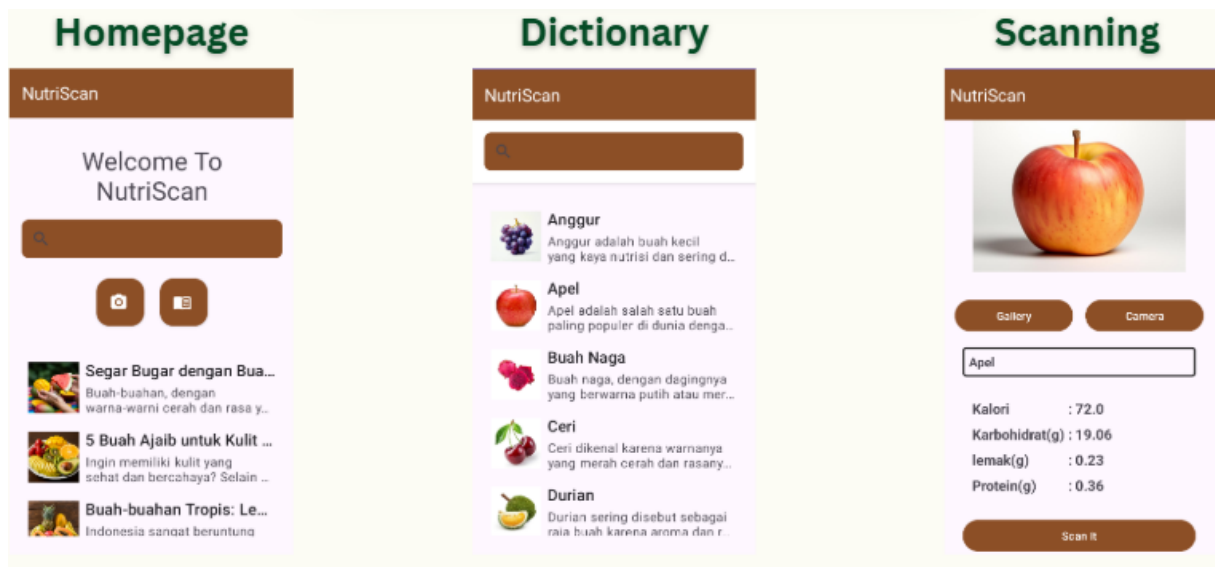 Homepage
NutriScan
Welcome To
NutriScan
Segar Bugar dengan Bua...
Buah-buahan, dengan
warna-warni cerah dan rasa y...
5 Buah Ajaib untuk Kulit ...
Ingin memiliki kulit yang
sehat dan bercahaya? Selain ...
Buah-buahan Tropis: Le...
Indonesia sangat beruntung
Dictionary
NutriScan
Anggur
Anggur adalah buah kecil
yang kaya nutrisi dan sering d...
Apel
Apel adalah salah satu buah
paling populer di dunia denga...
Buah Naga
Buah naga, dengan dagingnya
yang berwarna putih atau mer...
Ceri
Ceri dikenal karena warnanya
yang merah cerah dan rasany...
Durian
Durian sering disebut sebagai
raja buah karena aroma dan r...
Scanning
NutriScan
Gallery Camera
Apel
Kalori : 72.0
Karbohidrat(g) : 19.06
lemak(g) : 0.23
Protein(g) : 0.36
Scan It